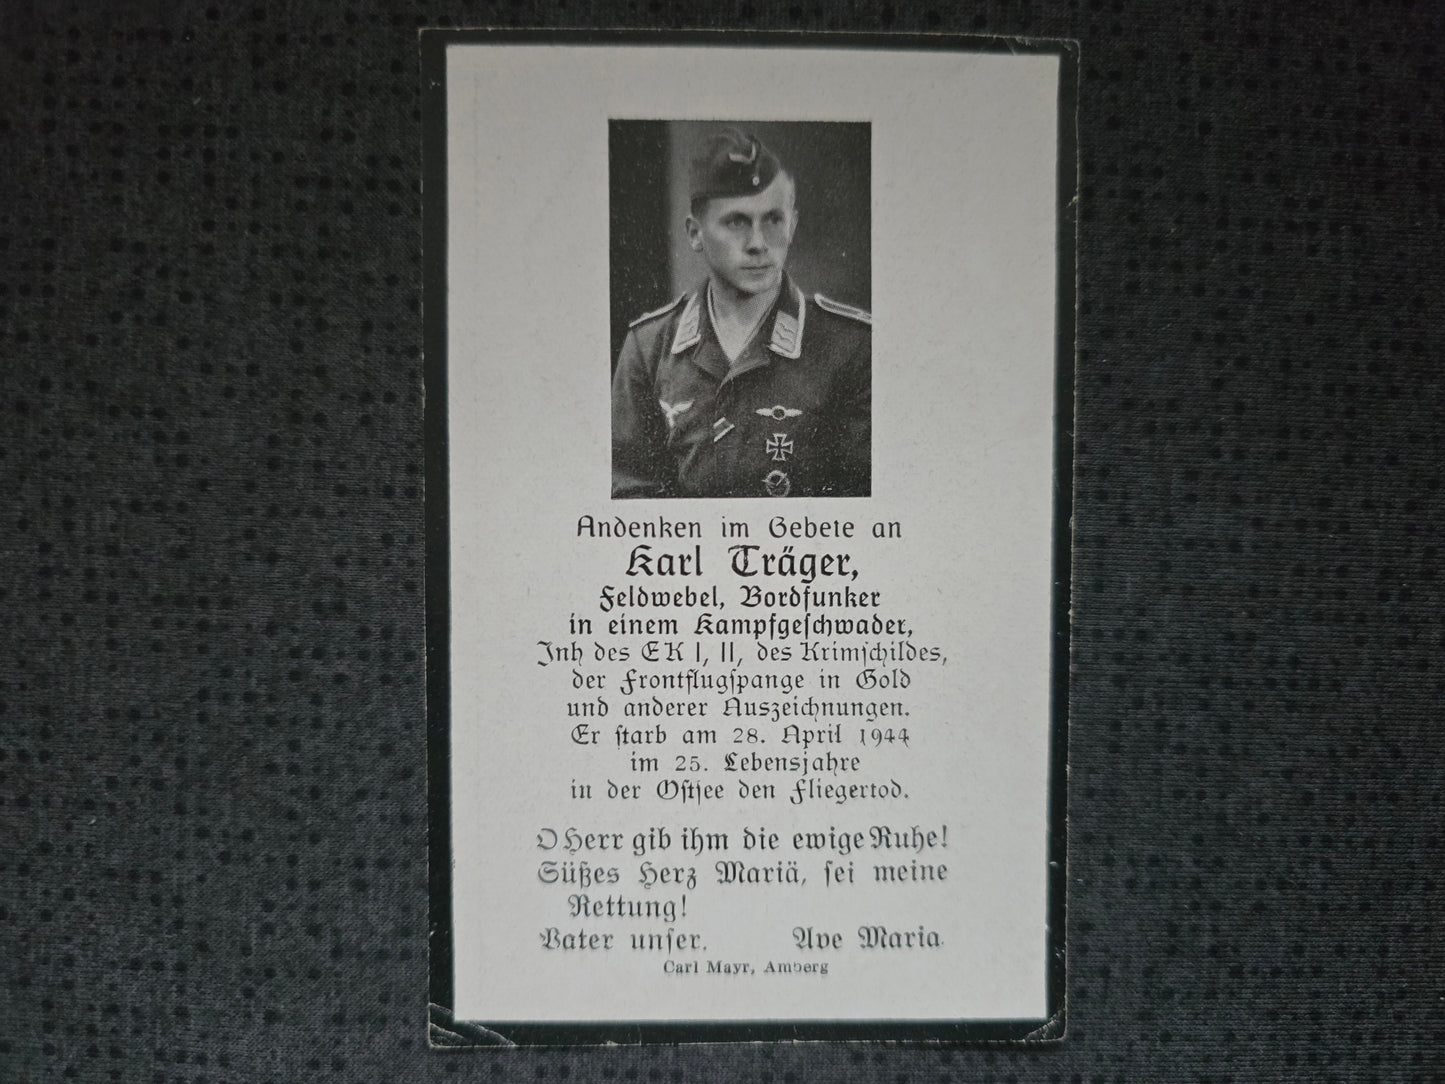 Andenken im Gebete an
Karl Träger,
Feldwebel, Bordfunker
in einem Kampfgeschwader,
Inh des EK I, II, des Krimschildes,
der Frontflugspange in Gold
und anderer Auszeichnungen.
Er starb am 28. April 1944
im 25. Lebensjahre
in der Ostsee den Fliegertod.
O Herr gib ihm die ewige Ruhe!
Süßes Herz Mariä, sei meine
Rettung!
Vater unser. Ave Maria.
Carl Mayr, Amberg